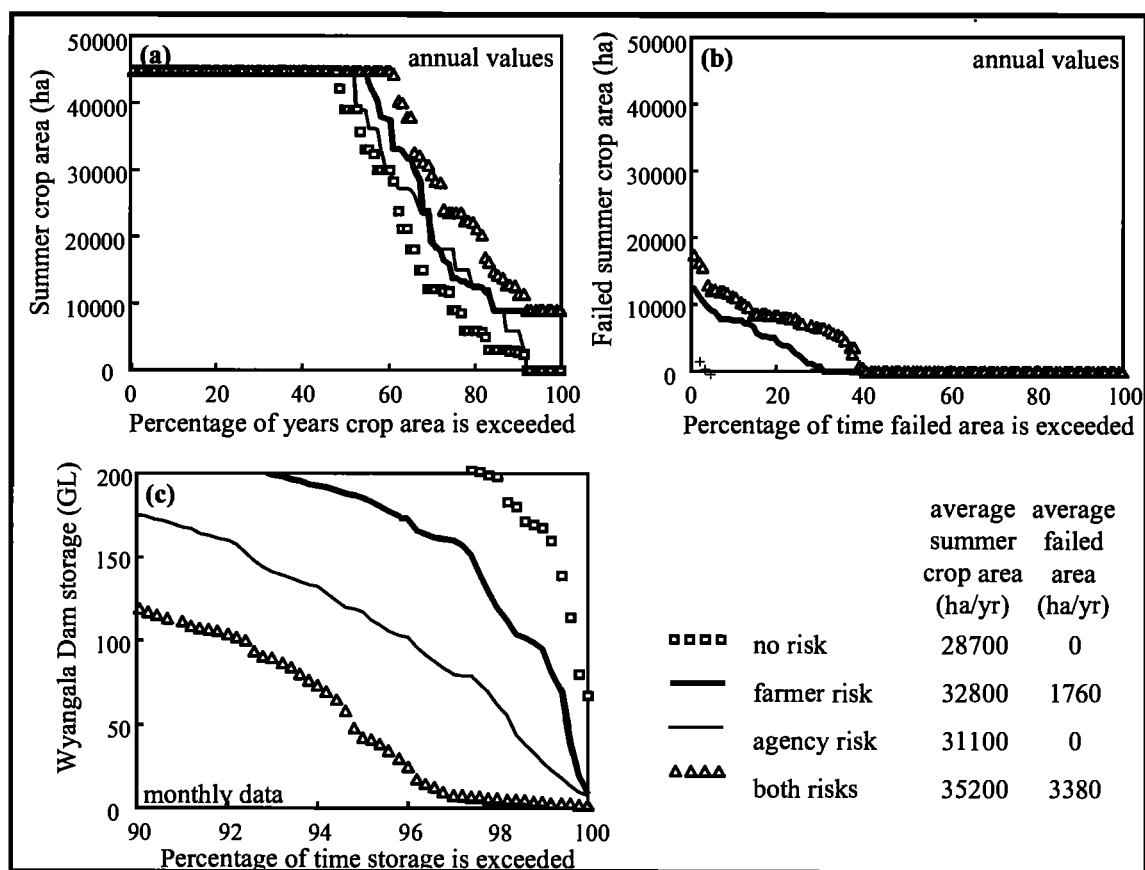 (a)
annual values
50000
40000
30000
20000
10000
0
Summer crop area (ha)
0 20 40 60 80 100
Percentage of years crop area is exceeded
(b)
annual values
50000
40000
30000
20000
10000
0
Failed summer crop area (ha)
0 20 40 60 80 100
Percentage of time failed area is exceeded
(c)
200
150
100
50
0
Wyangala Dam storage (GL)
monthly data
90 92 94 96 98 100
Percentage of time storage is exceeded
average average
summer failed
crop area area
(ha/yr) (ha/yr)
no risk 28700 0
farmer risk 32800 1760
agency risk 31100 0
both risks 35200 3380